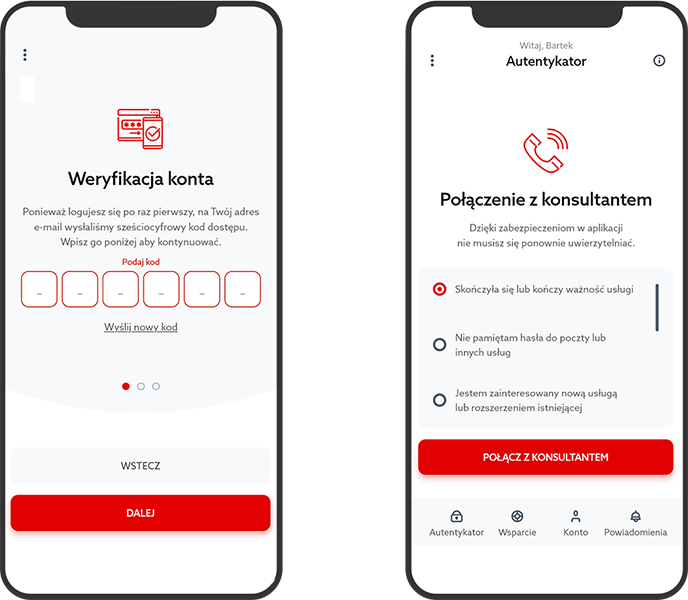 Weryfikacja konta
Ponieważ logujesz się po raz pierwszy, na Twój adres
e-mail wysłaliśmy sześciocyfrowy kod dostępu.
Wpisz go poniżej aby kontynuować.
Podaj kod
_ _ _ _ _ _
Wyślij nowy kod
WSTECZ
DALEJ
Witaj, Bartek
Autentykator
Połączenie z konsultantem
Dzięki zabezpieczeniom w aplikacji
nie musisz się ponownie uwierzytelniać.
Skończyła się lub kończy ważność usługi
Nie pamiętam hasła do poczty lub
innych usług
Jestem zainteresowany nową usługą
lub rozszerzeniem istniejącej
POŁĄCZ Z KONSULTANTEM
Autentykator Wsparcie Konto Powiadomienia